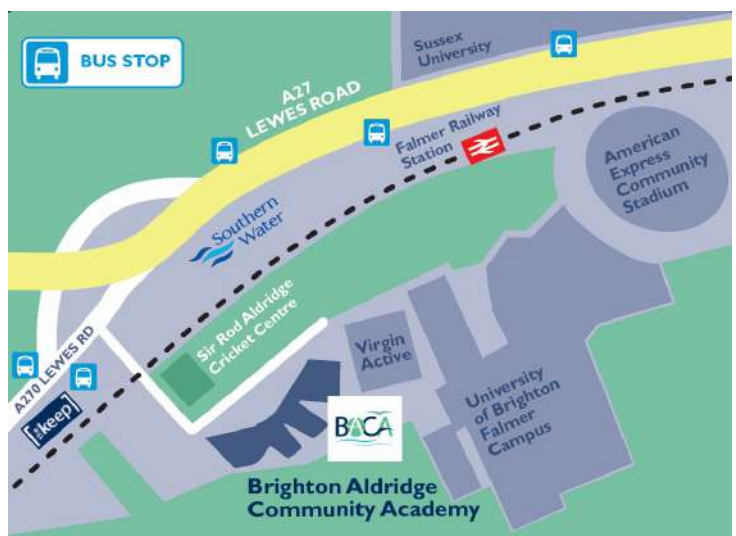 BUS STOP
Sussex
University
A27
LEWES ROAD
Falmer Railway
Station
American
Express
Community
Stadium
Southern
Water
Sir Rod Aldridge
Cricket Centre
A270 LEWES RD
THE keep
Virgin
Active
University
of Brighton
Falmer
Campus
BACA
Brighton Aldridge
Community Academy